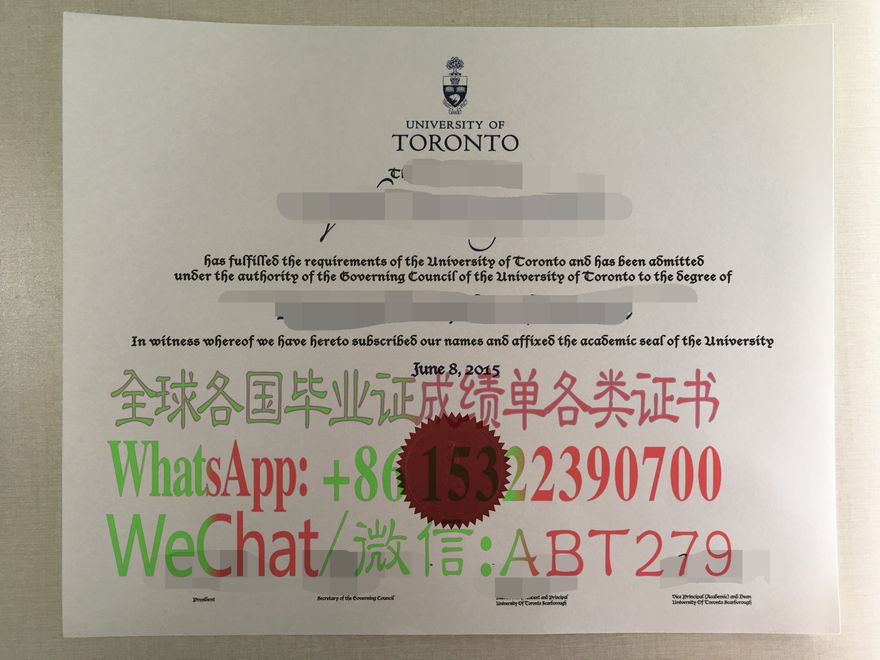 UNIVERSITY OF
TORONTO
has fulfilled the requirements of the University of Toronto and has been admitted
under the authority of the Governing Council of the University of Toronto to the degree of
In witness whereof we have hereto subscribed our names and affixed the academic seal of the University
June 8, 2015
全球各国毕业证成绩单各类证书
WhatsApp: +86 15322390700
WeChat/微信:ABT279
President
Secretary of the Governing Council
and Principal
University Of Toronto Scarborough
Vice Principal (Academic) and Dean
University Of Toronto Scarborough